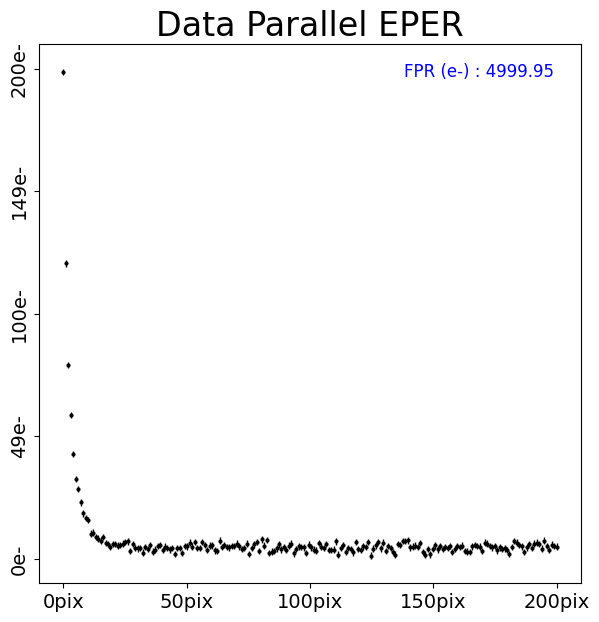 Data Parallel EPER
FPR (e-) : 4999.95
200e-
149e-
100e-
49e-
0e-
0pix 50pix 100pix 150pix 200pix